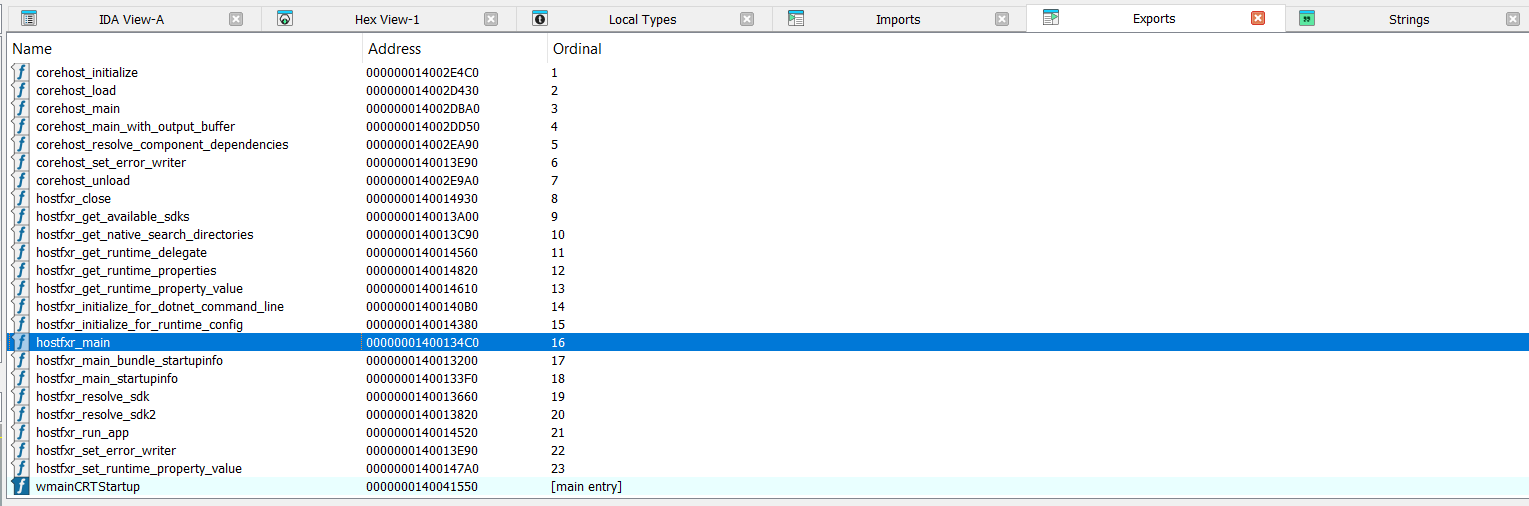 IDA View-A Hex View-1 Local Types Imports Exports Strings
Name Address Ordinal
corehost_initialize 000000014002E4C0 1
corehost_load 000000014002D430 2
corehost_main 000000014002DBA0 3
corehost_main_with_output_buffer 000000014002DD50 4
corehost_resolve_component_dependencies 000000014002EA90 5
corehost_set_error_writer 0000000140013E90 6
corehost_unload 000000014002E9A0 7
hostfxr_close 0000000140014930 8
hostfxr_get_available_sdks 0000000140013A00 9
hostfxr_get_native_search_directories 0000000140013C90 10
hostfxr_get_runtime_delegate 0000000140014560 11
hostfxr_get_runtime_properties 0000000140014820 12
hostfxr_get_runtime_property_value 0000000140014610 13
hostfxr_initialize_for_dotnet_command_line 00000001400140B0 14
hostfxr_initialize_for_runtime_config 0000000140014380 15
hostfxr_main 00000001400134C0 16
hostfxr_main_bundle_startupinfo 0000000140013200 17
hostfxr_main_startupinfo 00000001400133F0 18
hostfxr_resolve_sdk 0000000140013660 19
hostfxr_resolve_sdk2 0000000140013820 20
hostfxr_run_app 0000000140014520 21
hostfxr_set_error_writer 0000000140013E90 22
hostfxr_set_runtime_property_value 00000001400147A0 23
wmainCRTStartup 0000000140041550 [main entry]